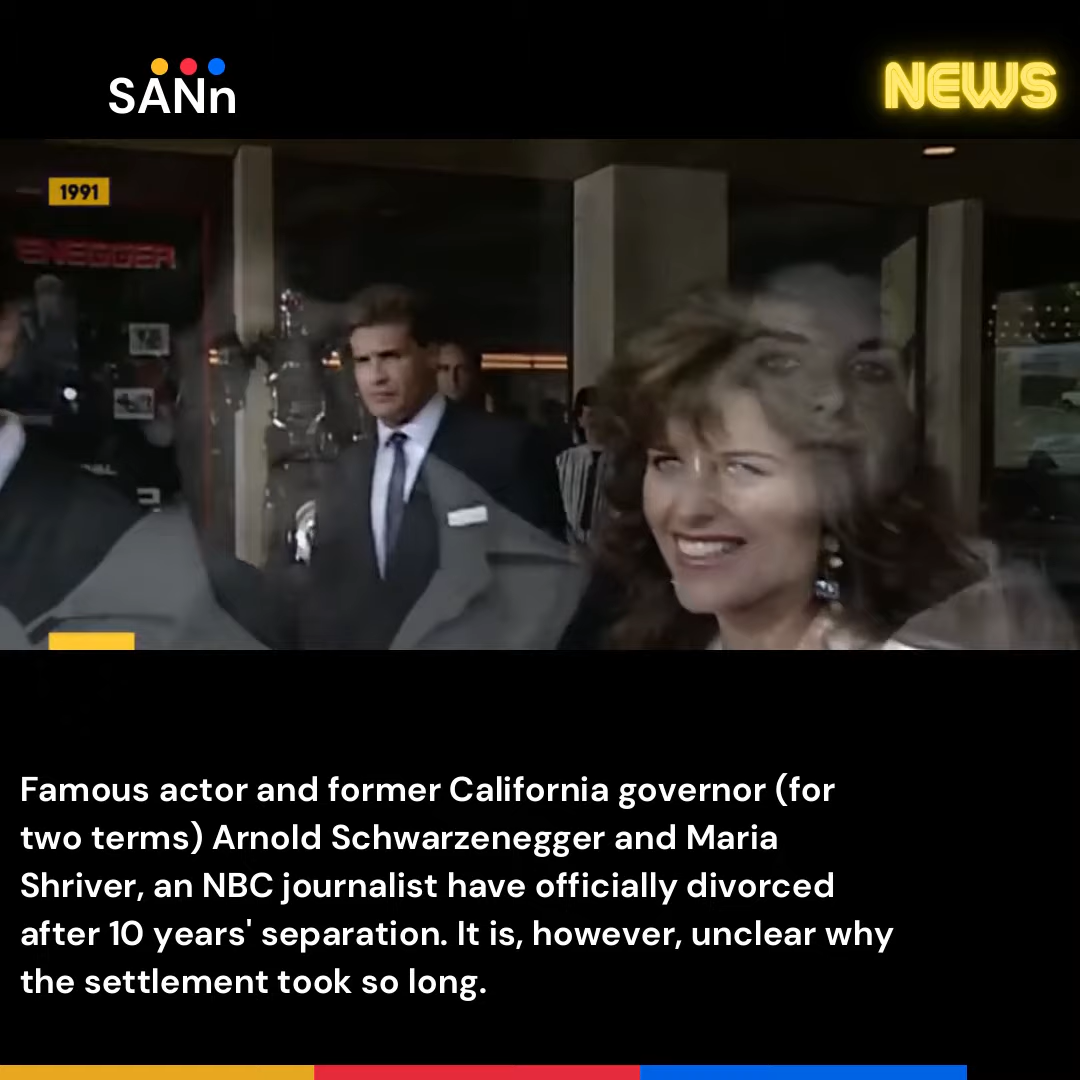 SANn
NEWS
1991
ENEGGER
Famous actor and former California governor (for
two terms) Arnold Schwarzenegger and Maria
Shriver, an NBC journalist have officially divorced
after 10 years' separation. It is, however, unclear why
the settlement took so long.